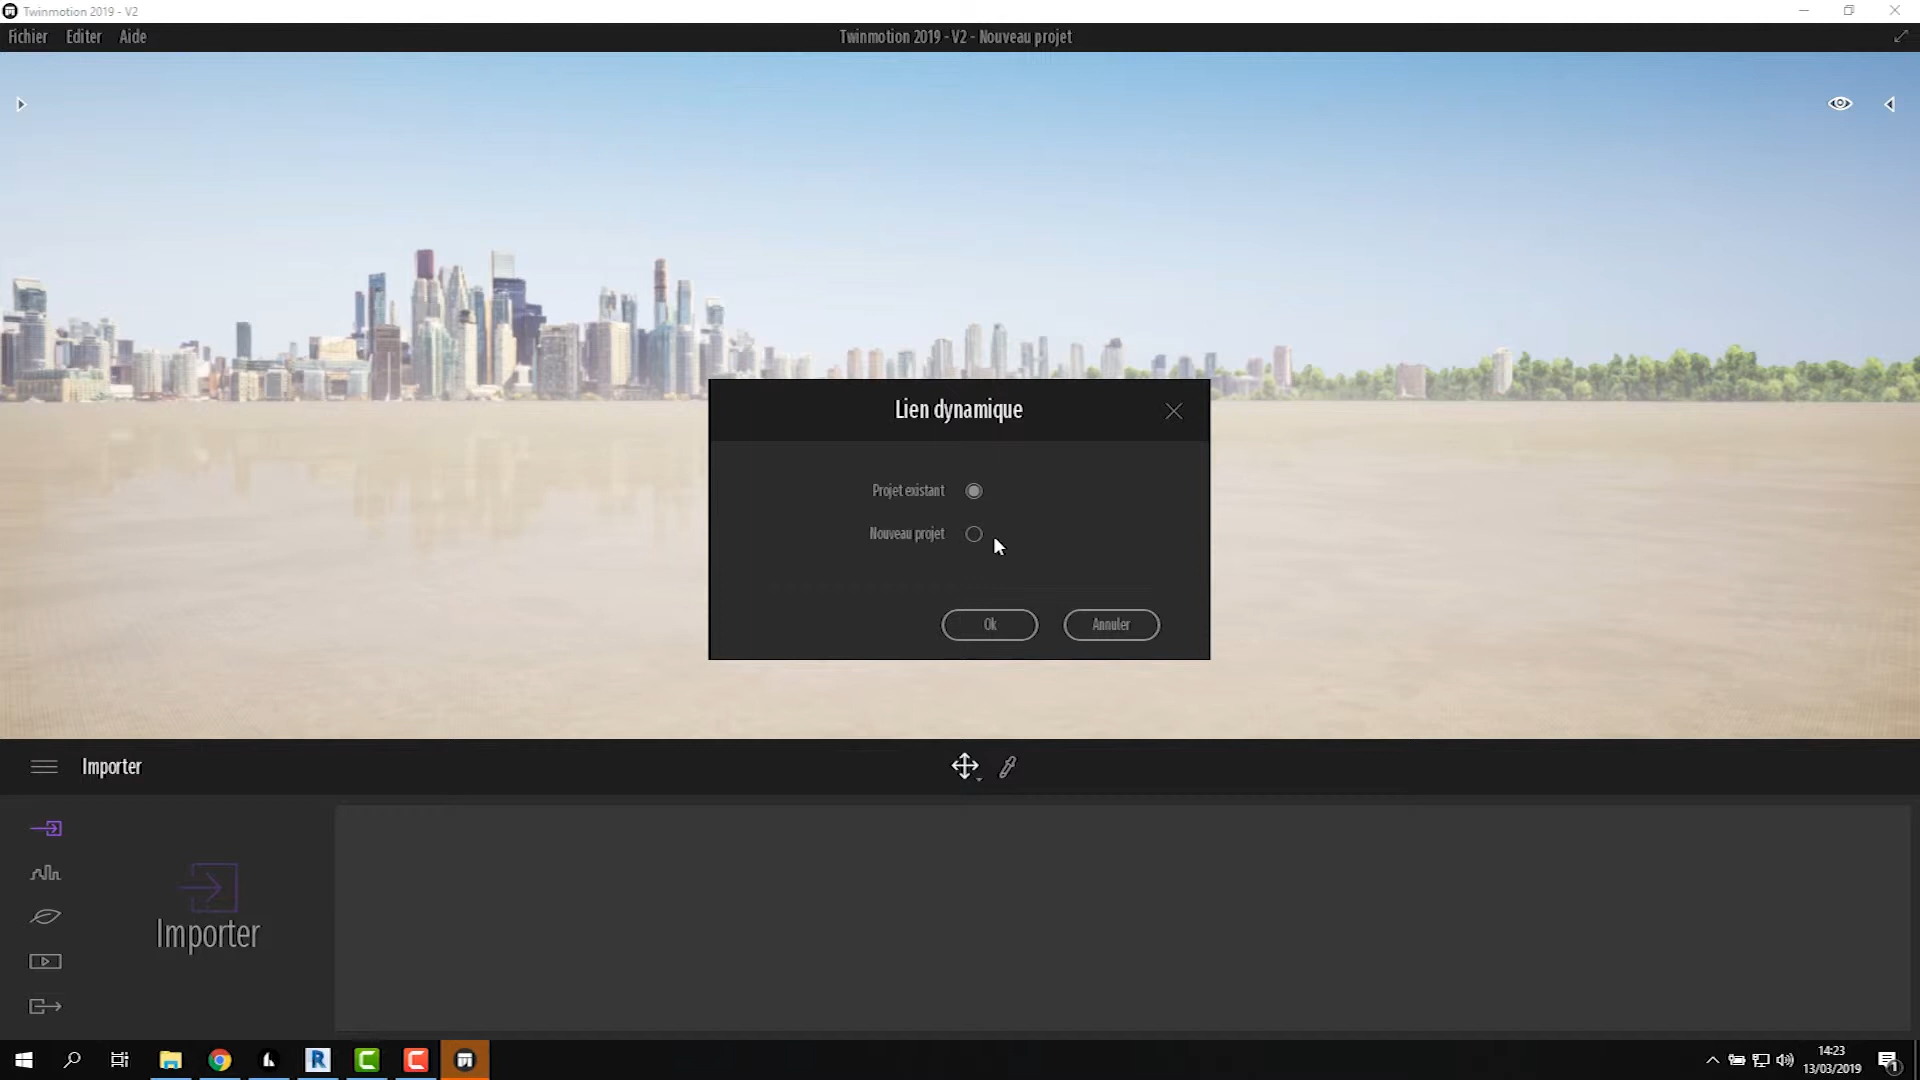 Twinmotion 2019 - V2
Fichier Editer Aide
Twinmotion 2019 - V2 - Nouveau projet
Lien dynamique
Projet existant
Nouveau projet
Ok Annuler
Importer
Importer
14:23
13/03/2019
1